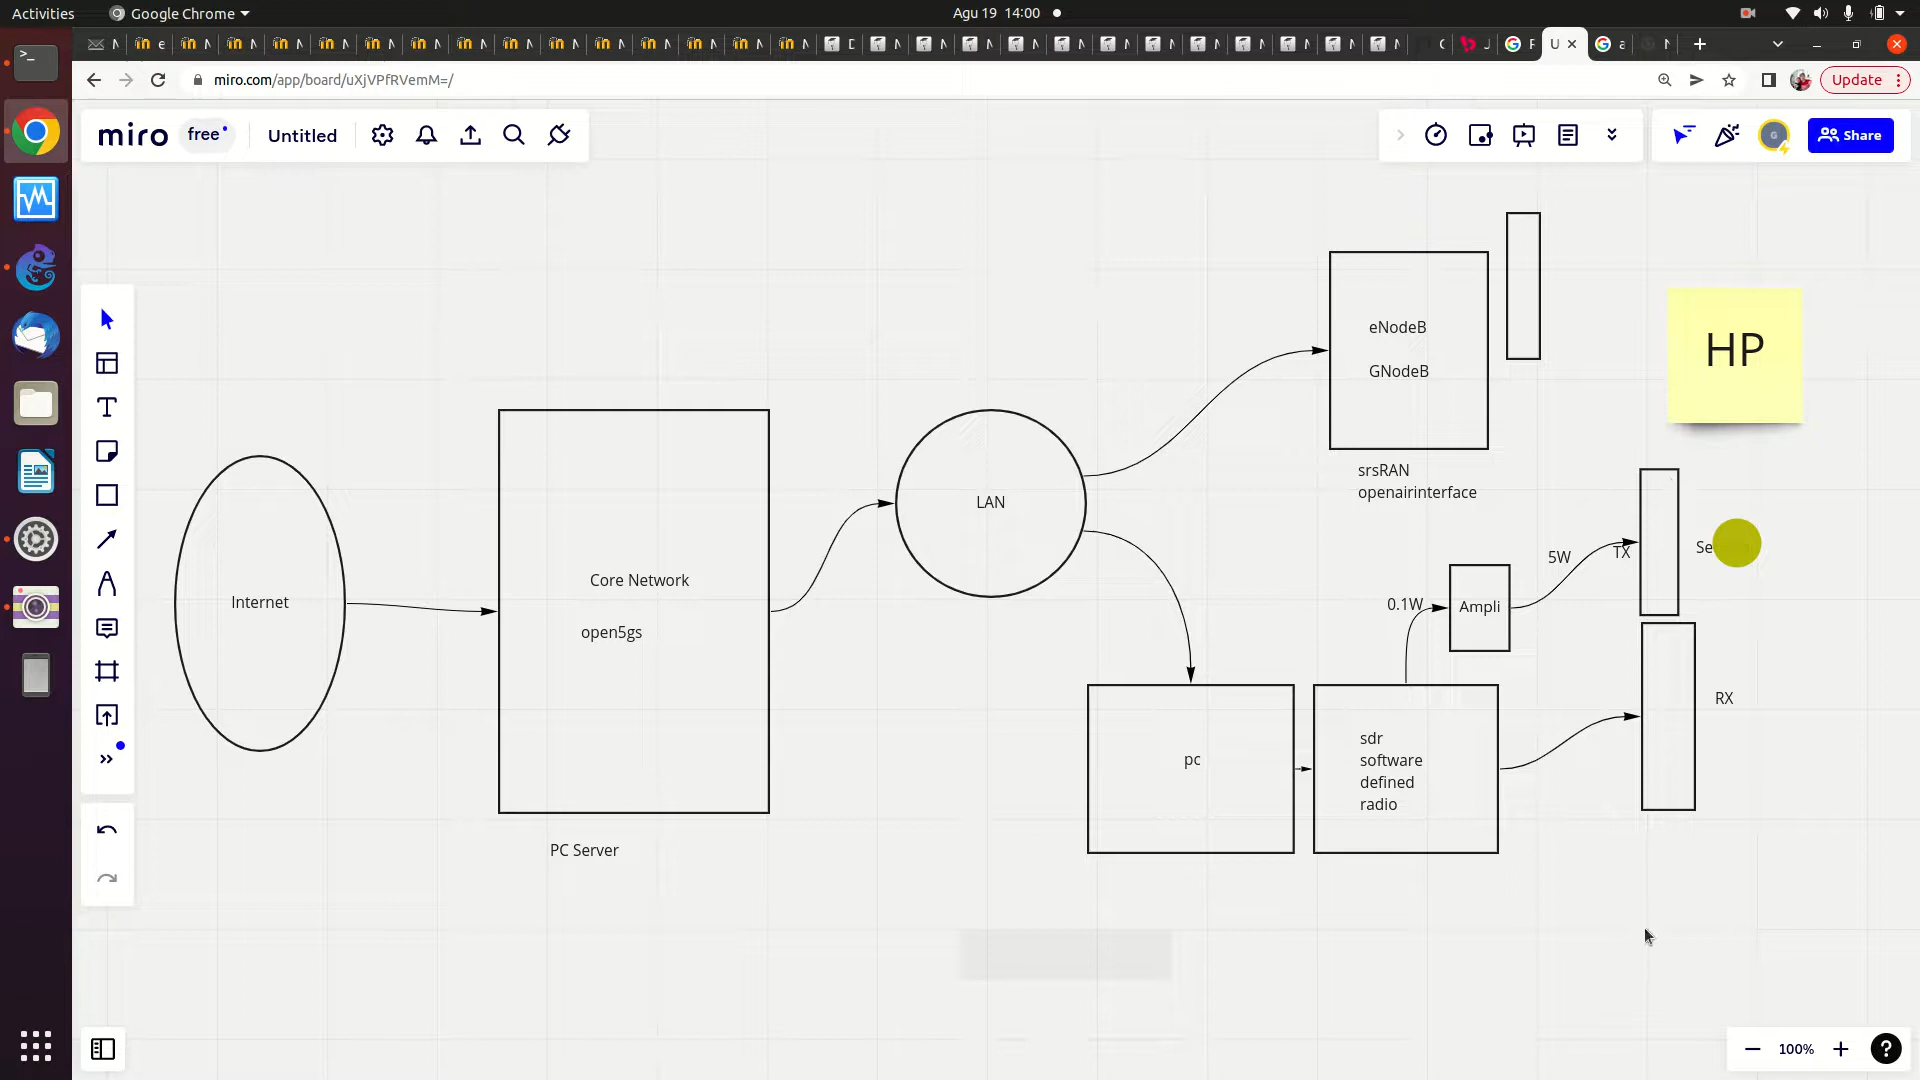 Activities
Google Chrome
Agu 19 14:00
miro.com/app/board/uXjVPfRVemM=/
Update
miro
free
Untitled
Share
eNodeB
GNodeB
HP
srsRAN
openairinterface
LAN
5W
TX
0.1W
Ampli
Core Network
open5gs
Internet
RX
pc
sdr
software
defined
radio
PC Server
100%